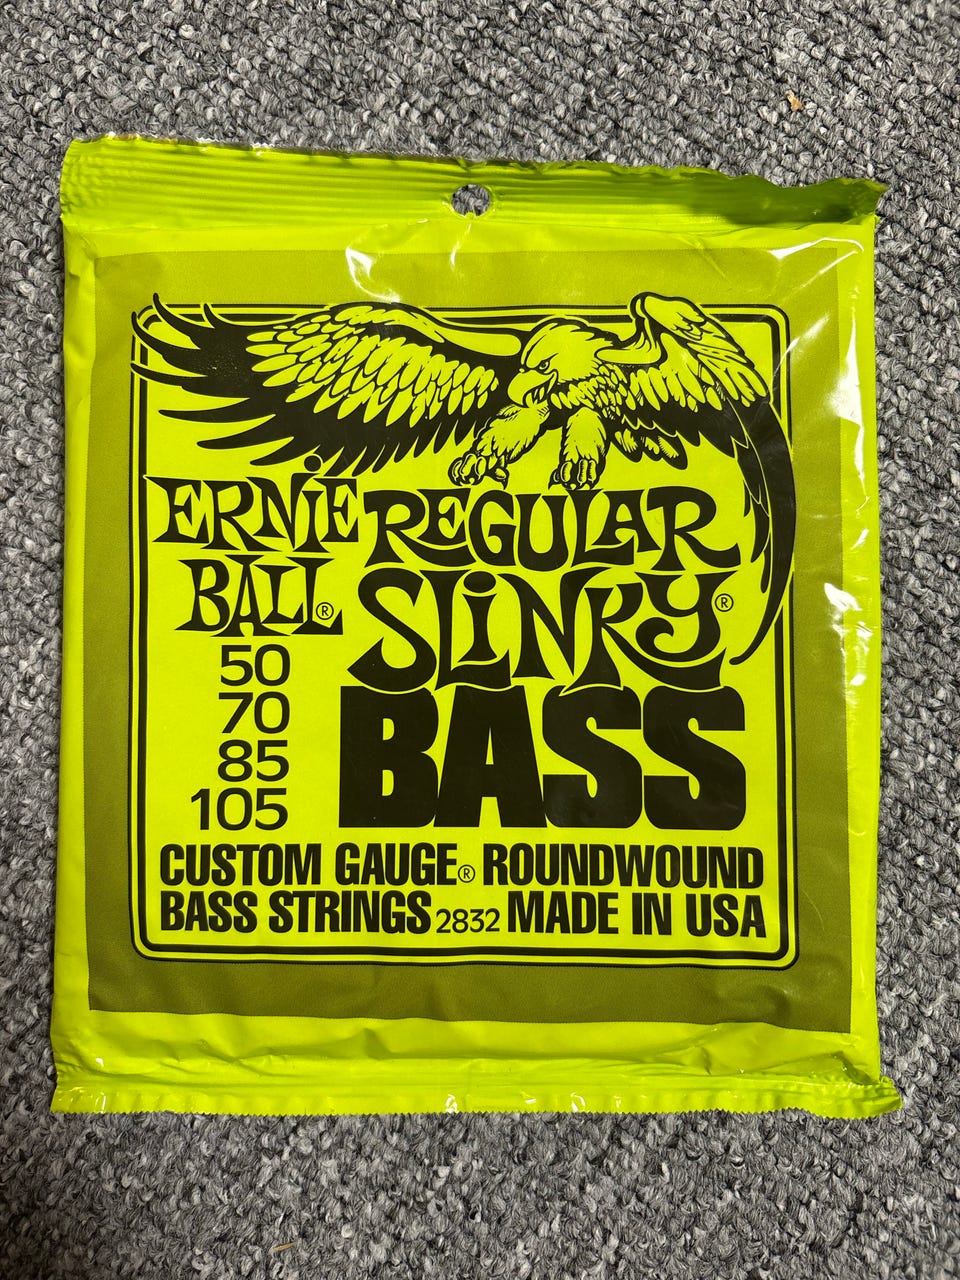 ERNIE
BALL®
REGULAR
SLINKY®
BASS
50
70
85
105
CUSTOM GAUGE® ROUNDWOUND
BASS STRINGS 2832 MADE IN USA